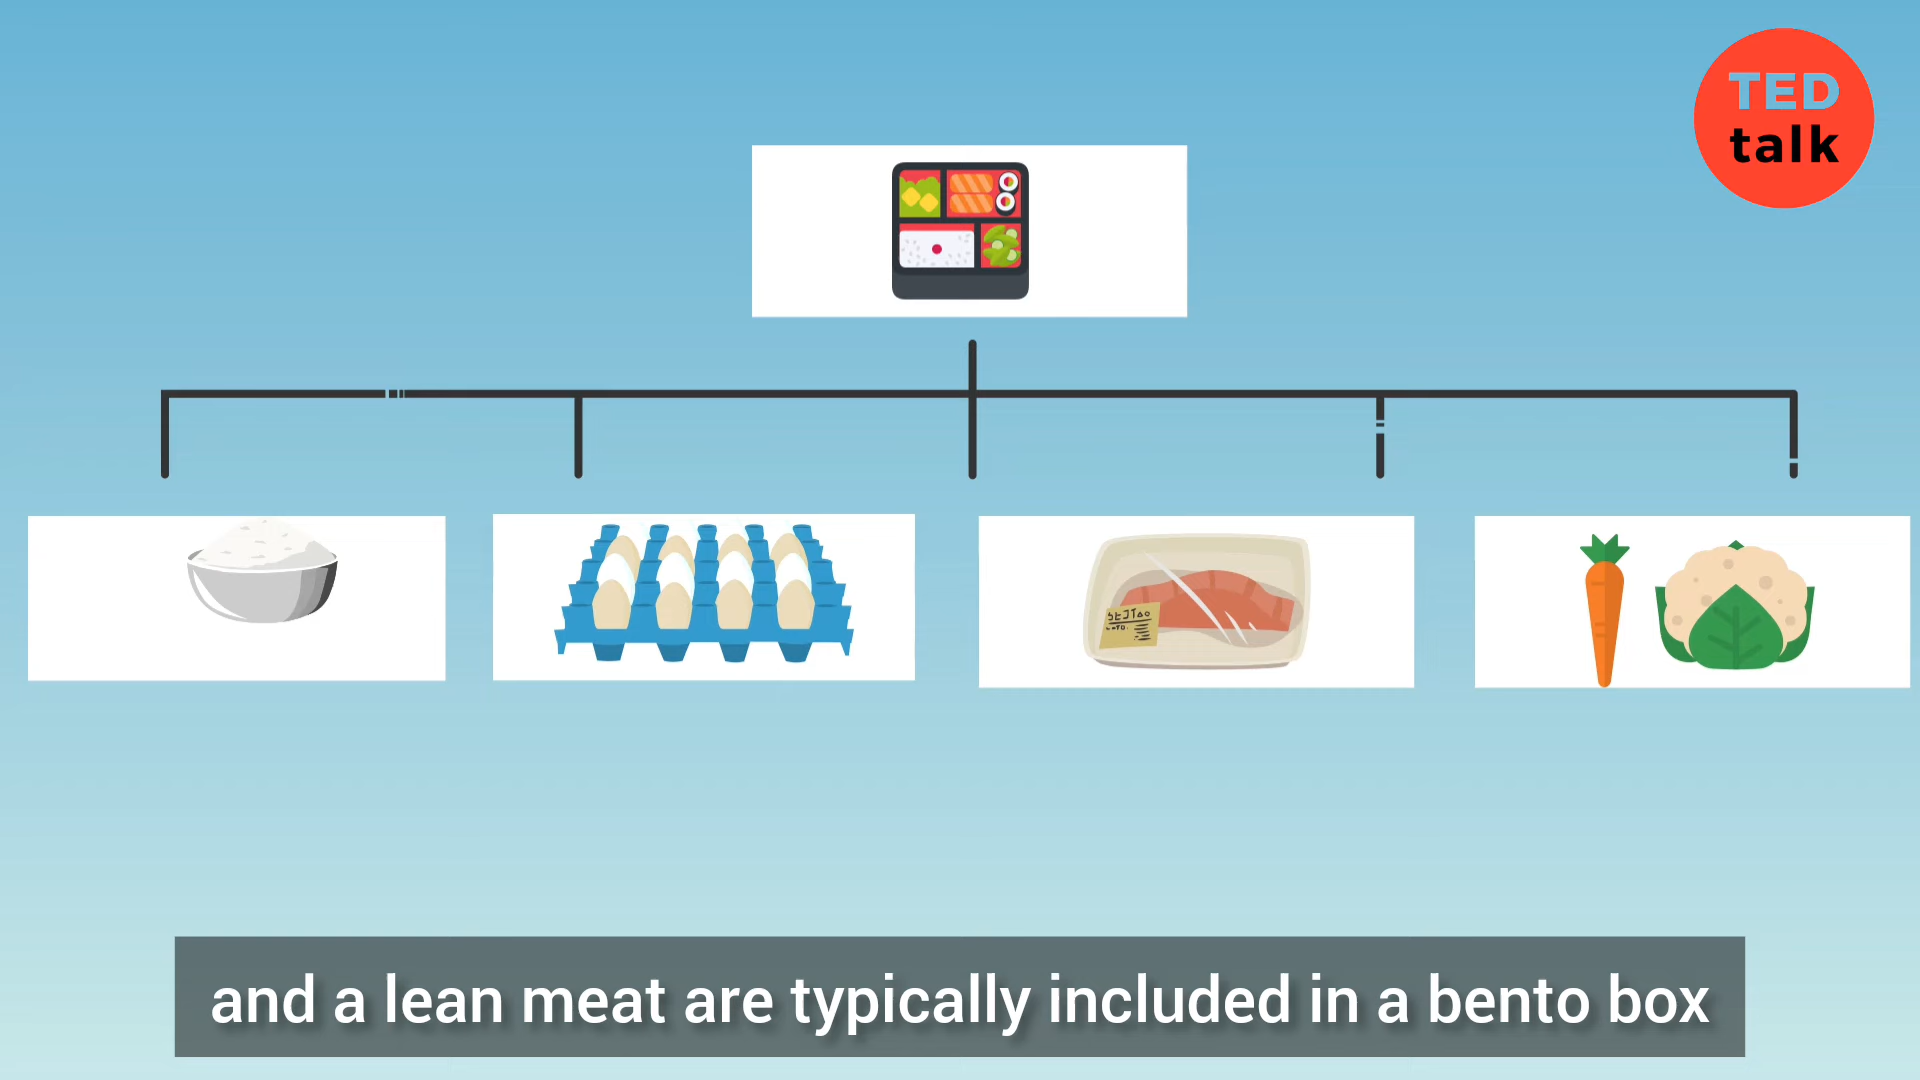 TED
talk
and a lean meat are typically included in a bento box